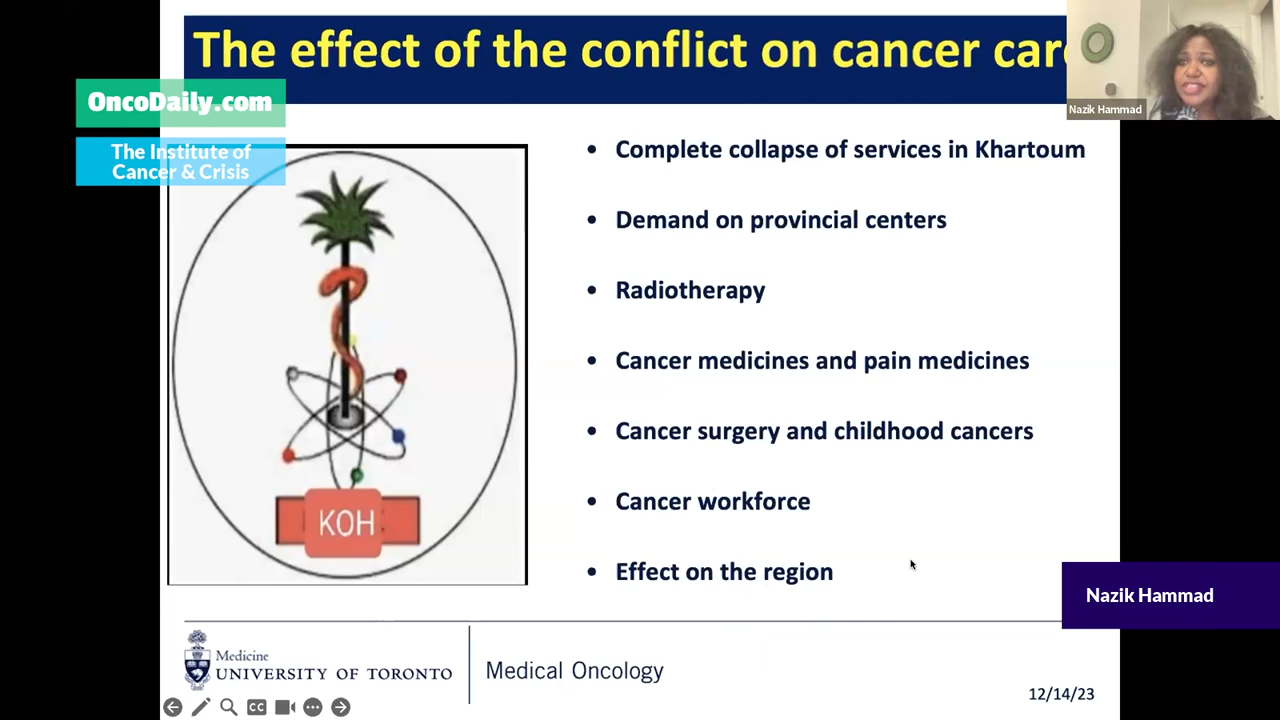 The effect of the conflict on cancer care
Nazik Hammad
OncoDaily.com
The Institute of
Cancer & Crisis
• Complete collapse of services in Khartoum
• Demand on provincial centers
• Radiotherapy
• Cancer medicines and pain medicines
• Cancer surgery and childhood cancers
• Cancer workforce
• Effect on the region
KOH
Nazik Hammad
Medicine
UNIVERSITY OF TORONTO
Medical Oncology
12/14/23
CC